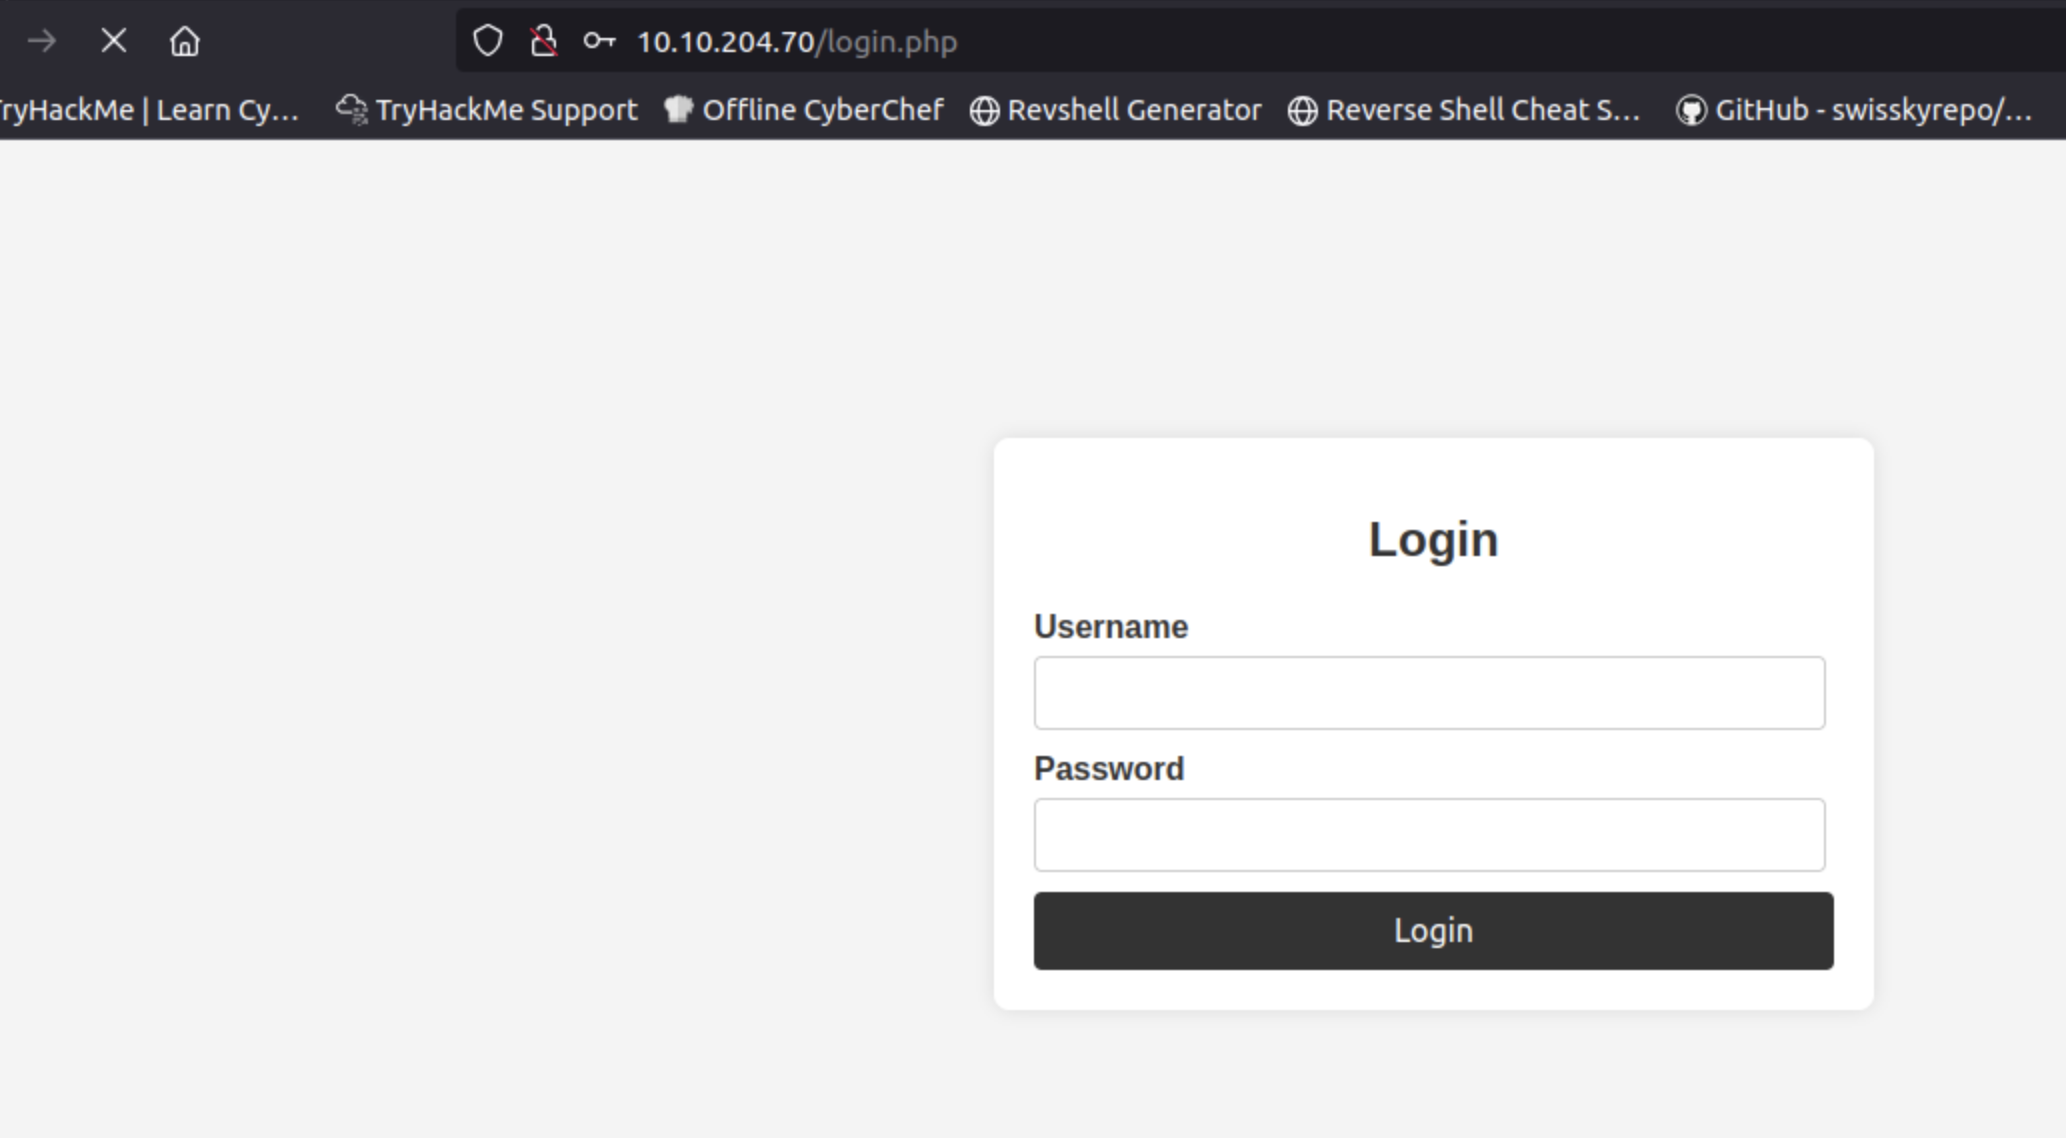 10.10.204.70/login.php
ryHackMe | Learn Cy… TryHackMe Support Offline CyberChef Revshell Generator Reverse Shell Cheat S… GitHub - swisskyrepo/…
Login
Username
Password
Login